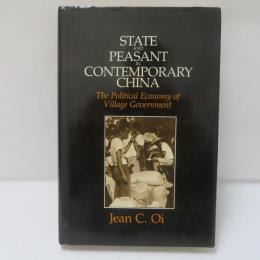 STATE
AND
PEASANT
IN
CONTEMPORARY
CHINA
The Political Economy of
Village Government
Jean C. Oi